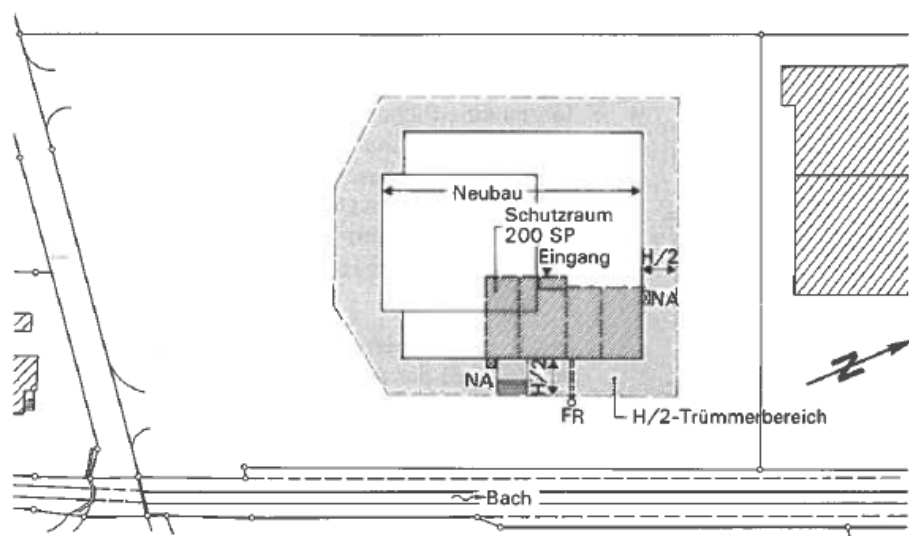 Neubau
Schutzraum
200 SP
Eingang
H/2
NA
NA
H/2
FR
H/2-Trümmerbereich
N
Bach